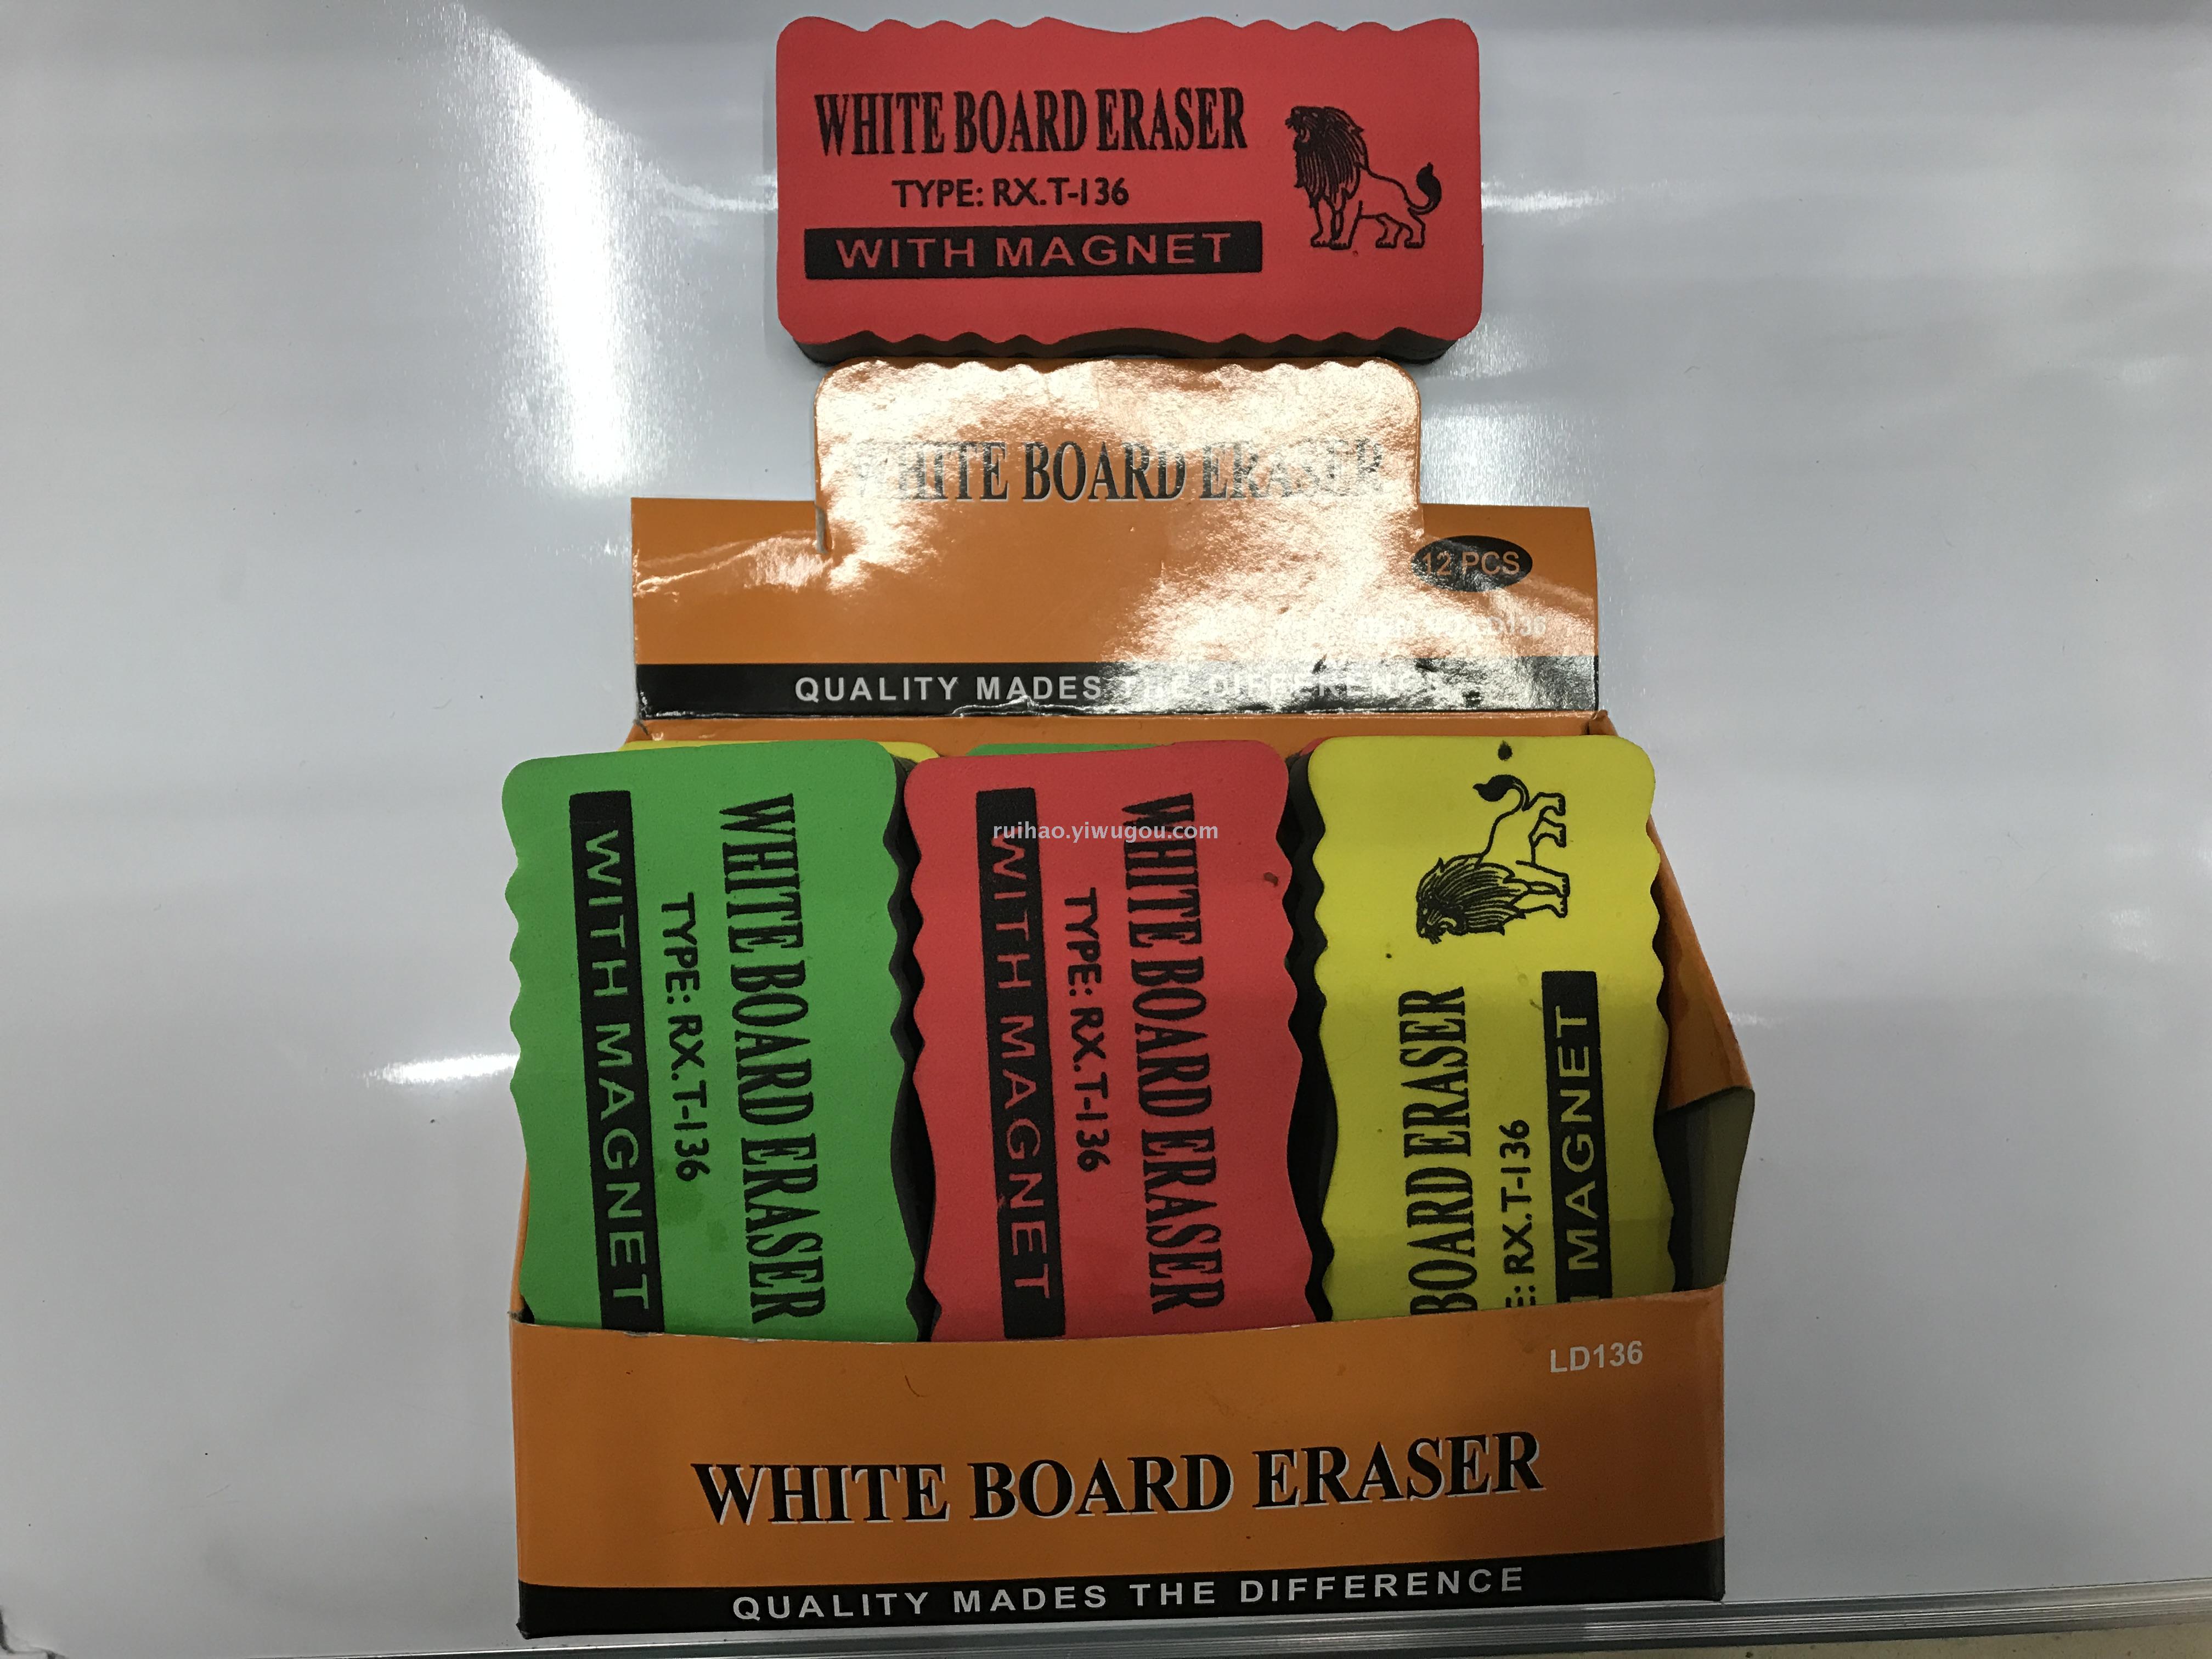 WHITE BOARD ERASER
TYPE: RX.T-136
WITH MAGNET
WHITE BOARD ERASER
12 PCS
QUALITY MADES THE DIFFERENCE
WHITE BOARD ERASER
TYPE: RX.T-136
WITH MAGNET
WHITE BOARD ERASER
TYPE: RX.T-136
WITH MAGNET
ruihao.yiwugou.com
BOARD ERASER
RX.T-136
MAGNET
LD136
WHITE BOARD ERASER
QUALITY MADES THE DIFFERENCE